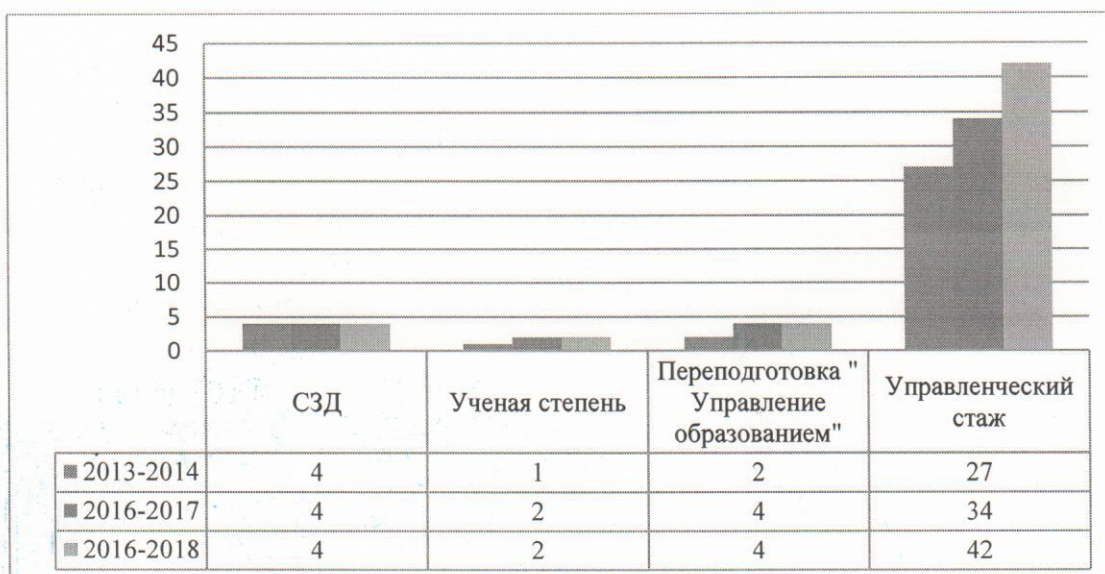 45
40
35
30
25
20
15
10
5
0
СЗД
Ученая степень
Переподготовка "
Управление
образованием"
Управленческий
стаж
2013-2014 4 1 2 27
2016-2017 4 2 4 34
2016-2018 4 2 4 42